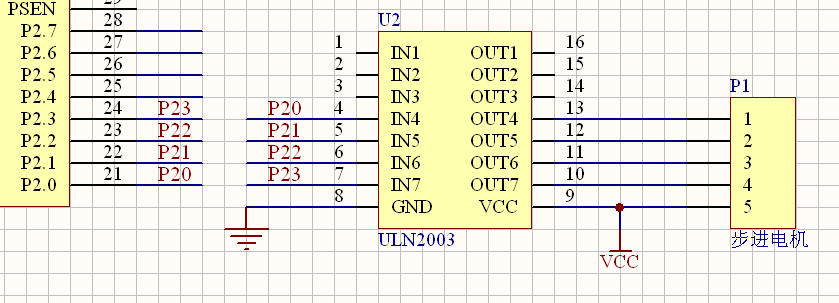 29
PSEN
28
P2.7
27
P2.6
26
P2.5
25
P2.4
24
P2.3
P23
23
P2.2
P22
22
P2.1
P21
21
P2.0
P20
U2
1 IN1 OUT1 16
2 IN2 OUT2 15
3 IN3 OUT3 14
P20 4 IN4 OUT4 13
P21 5 IN5 OUT5 12
P22 6 IN6 OUT6 11
P23 7 IN7 OUT7 10
8 GND VCC 9
ULN2003
VCC
P1
1
2
3
4
5
步进电机